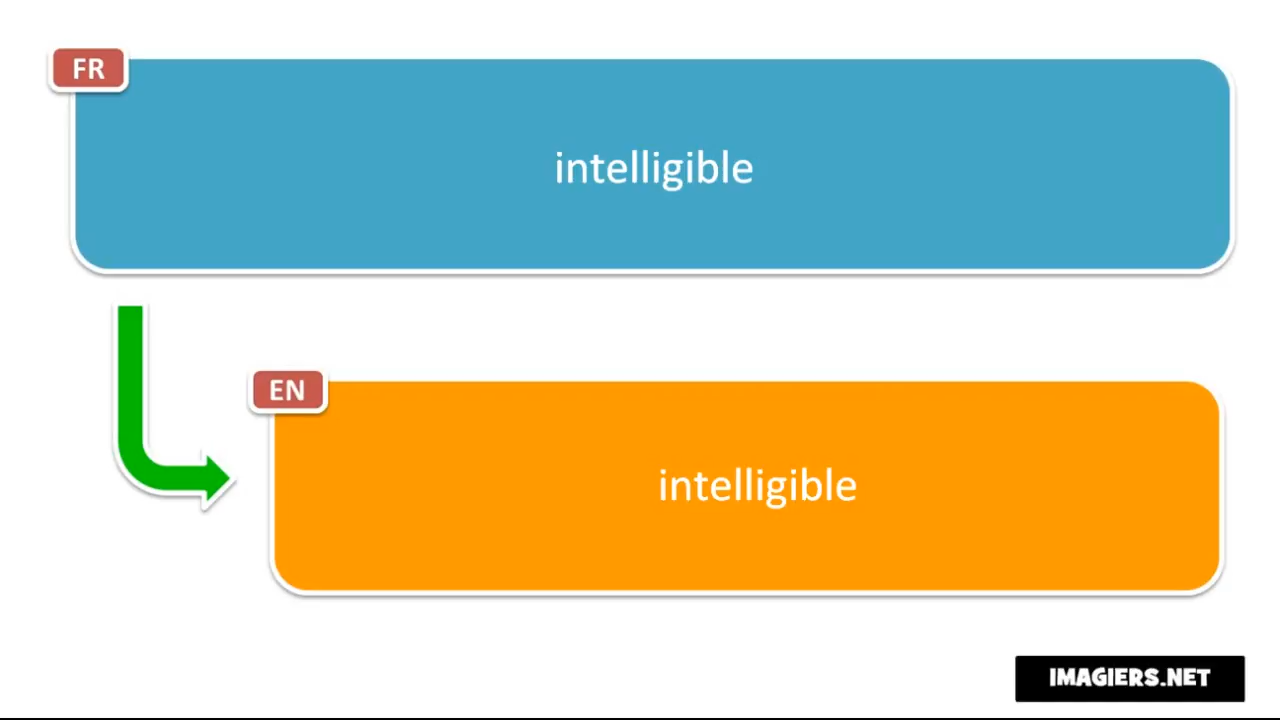 FR
intelligible
EN
intelligible
IMAGIERS.NET